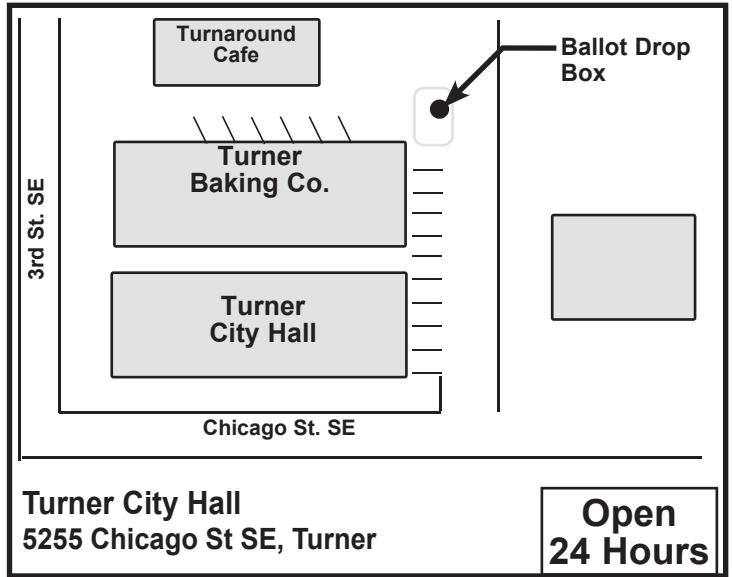 Turnaround
Cafe
Ballot Drop
Box
Turner
Baking Co.
3rd St. SE
Turner
City Hall
Chicago St. SE
Turner City Hall
5255 Chicago St SE, Turner
Open
24 Hours